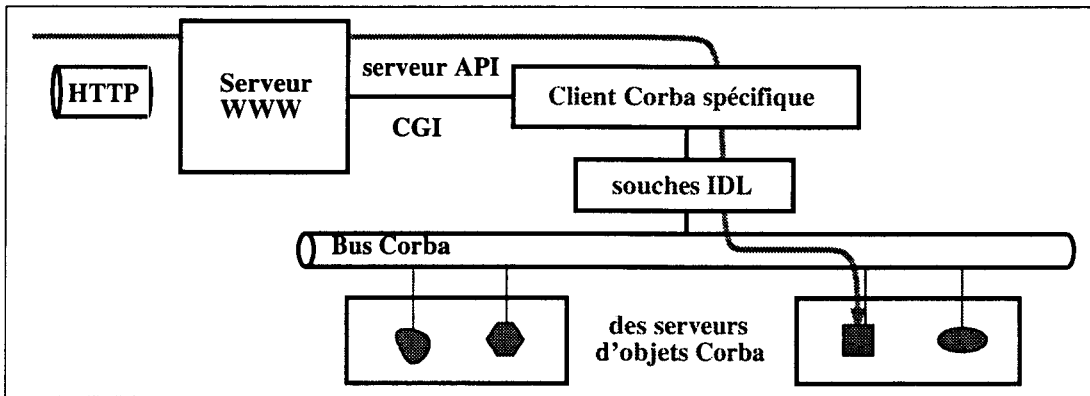 serveur API
HTTP
Serveur
WWW
Client Corba spécifique
CGI
souches IDL
Bus Corba
des serveurs
d'objets Corba